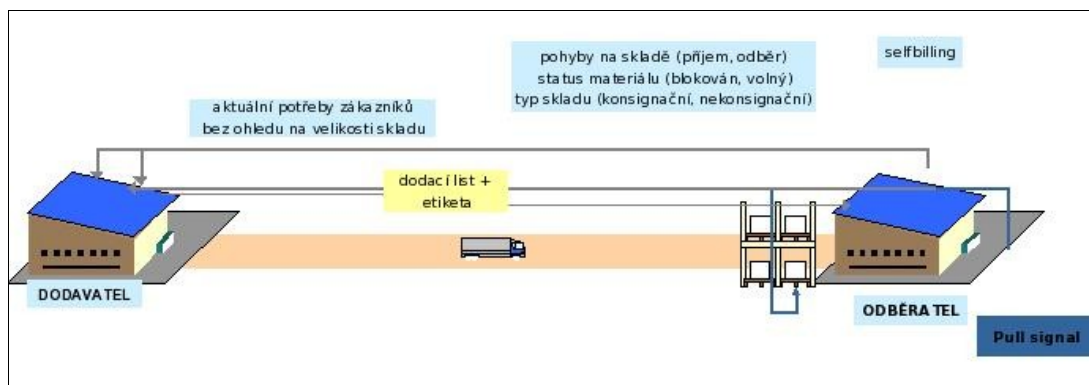 pohyby na skladě (příjem, odběr)
status materiálu (blokován, volný)
typ skladu (konsignační, nekonsignační)
selfbilling
aktuální potřeby zákazníků
bez ohledu na velikosti skladu
dodací list +
etiketa
DODAVATEL
ODBĚRATEL
Pull signal